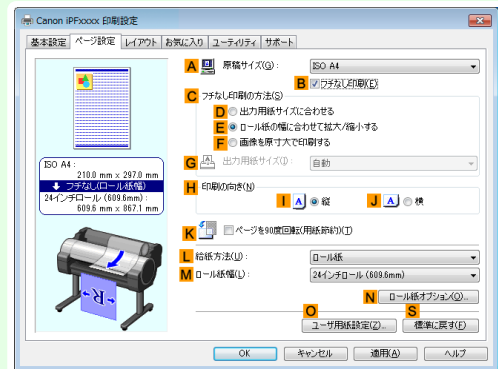 Canon iPFxxxx 印刷設定
基本設定 ページ設定 レイアウト お気に入り ユーティリティ サポート
A 原稿サイズ(G): ISO A4
B フチなし印刷(E)
C フチなし印刷の方法(S)
D 出力用紙サイズに合わせる
E ロール紙の幅に合わせて拡大/縮小する
F 画像を原寸大で印刷する
G 出力用紙サイズ(I): 自動
ISO A4:
210.0 mm x 297.0 mm
フチなし(ロール紙幅)
24インチロール (609.6mm):
609.6 mm x 867.1 mm
H 印刷の向き(N)
I A 縦 J A 横
K ページを90度回転(用紙節約)(T)
L 給紙方法(U): ロール紙
M ロール紙幅(L): 24インチロール (609.6mm)
N ロール紙オプション(O)...
O ユーザ用紙設定(Z)... S 標準に戻す(F)
R
OK キャンセル 適用(A) ヘルプ